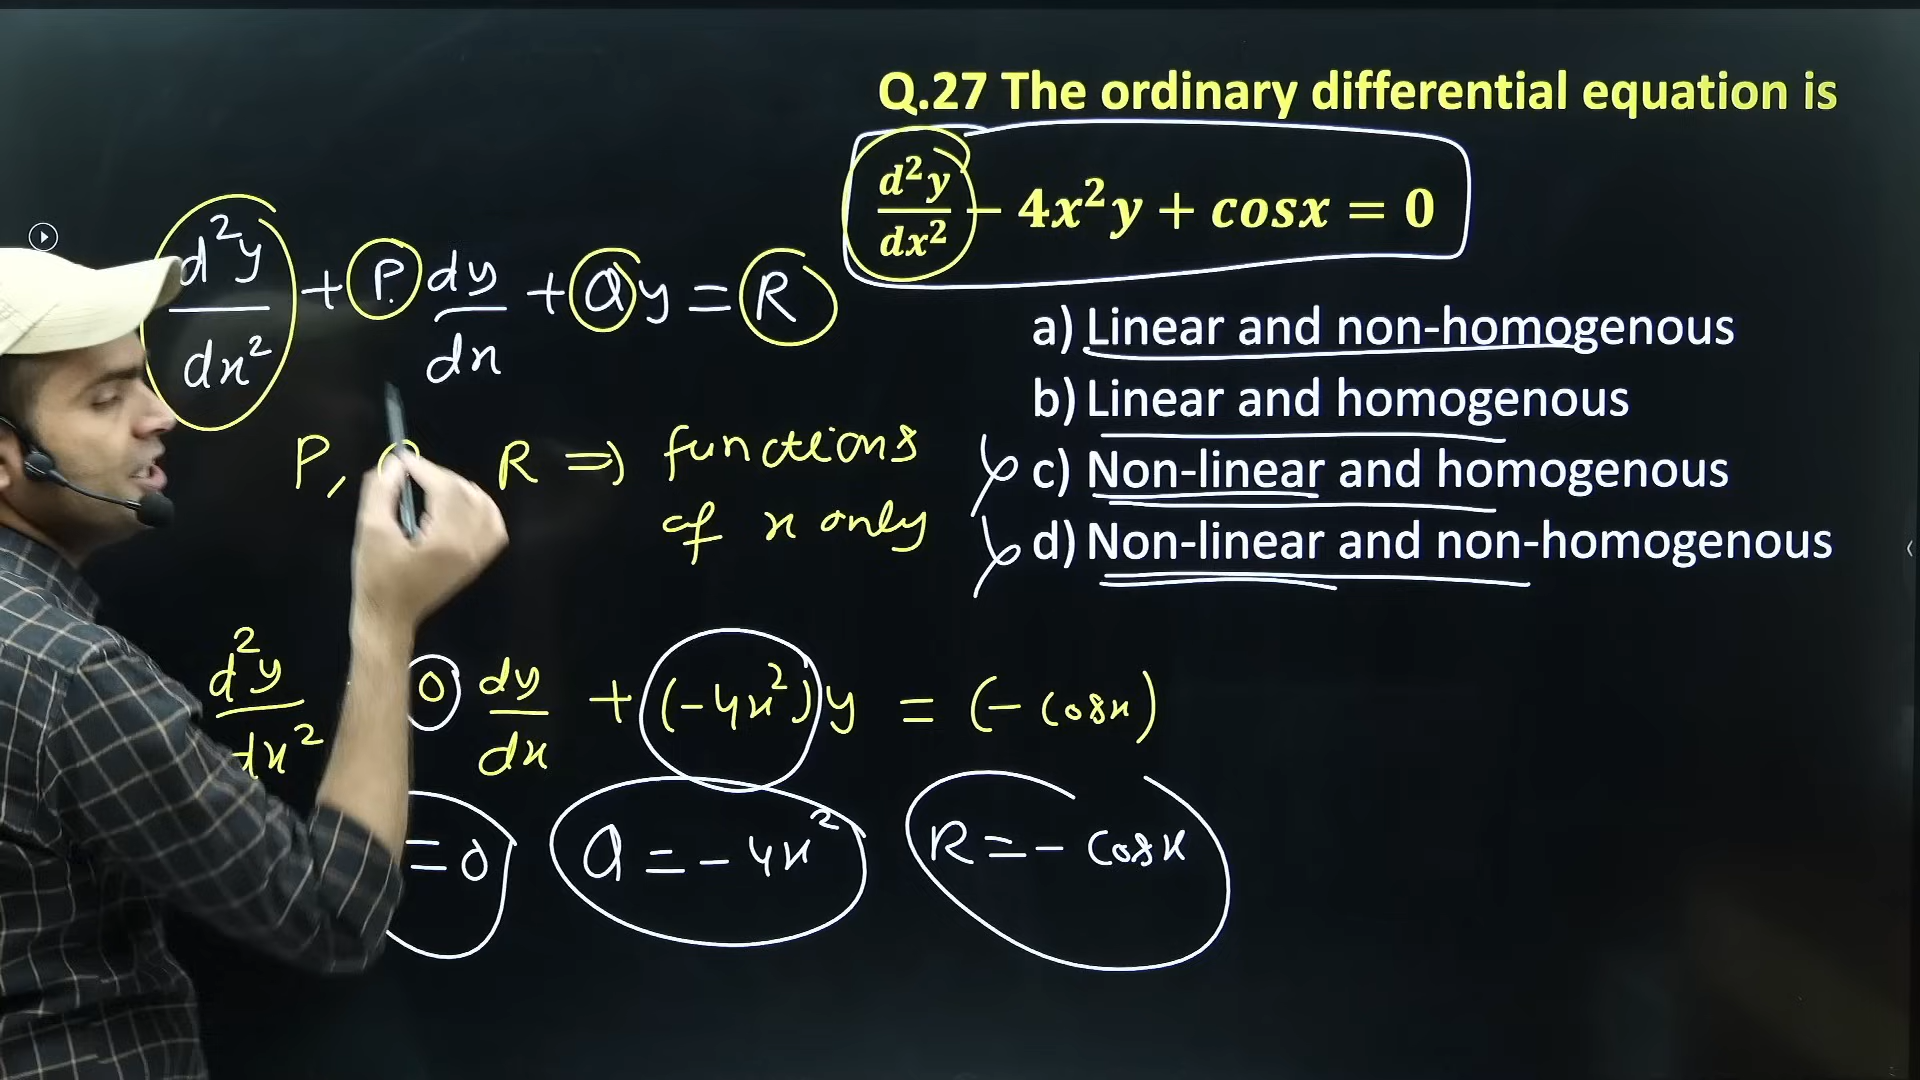 Q.27 The ordinary differential equation is
d²y/dx² − 4x²y + cosx = 0
a) Linear and non-homogenous
b) Linear and homogenous
c) Non-linear and homogenous
d) Non-linear and non-homogenous
d²y/dx² + P dy/dx + Qy = R
P, R ⇒ functions
of x only
d²y/dx² 0 dy/dx + (-4x²)y = (- cosx)
= 0 Q = - 4x² R = - cosx